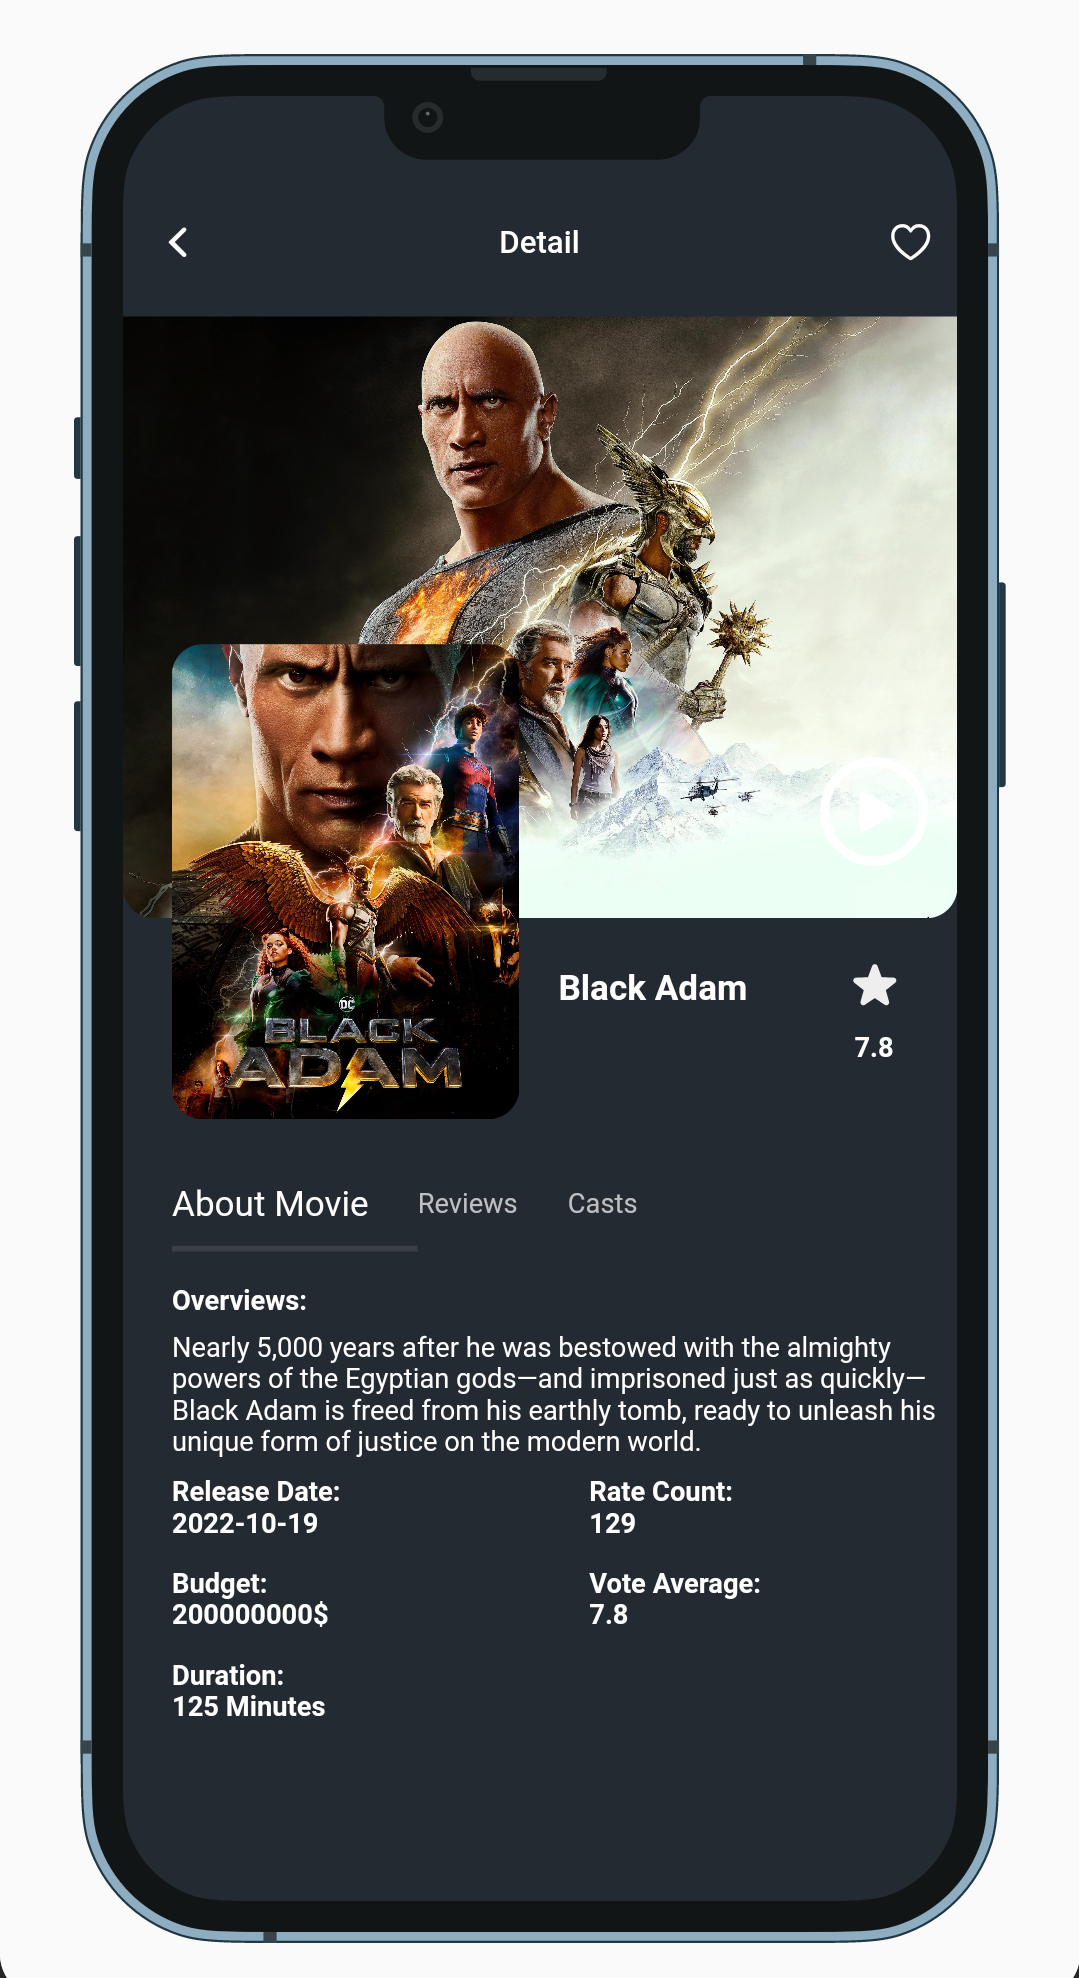 Detail
DC
BLACK
ADAM
Black Adam
7.8
About Movie
Reviews
Casts
Overviews:
Nearly 5,000 years after he was bestowed with the almighty
powers of the Egyptian gods—and imprisoned just as quickly—
Black Adam is freed from his earthly tomb, ready to unleash his
unique form of justice on the modern world.
Release Date:
2022-10-19
Rate Count:
129
Budget:
200000000$
Vote Average:
7.8
Duration:
125 Minutes